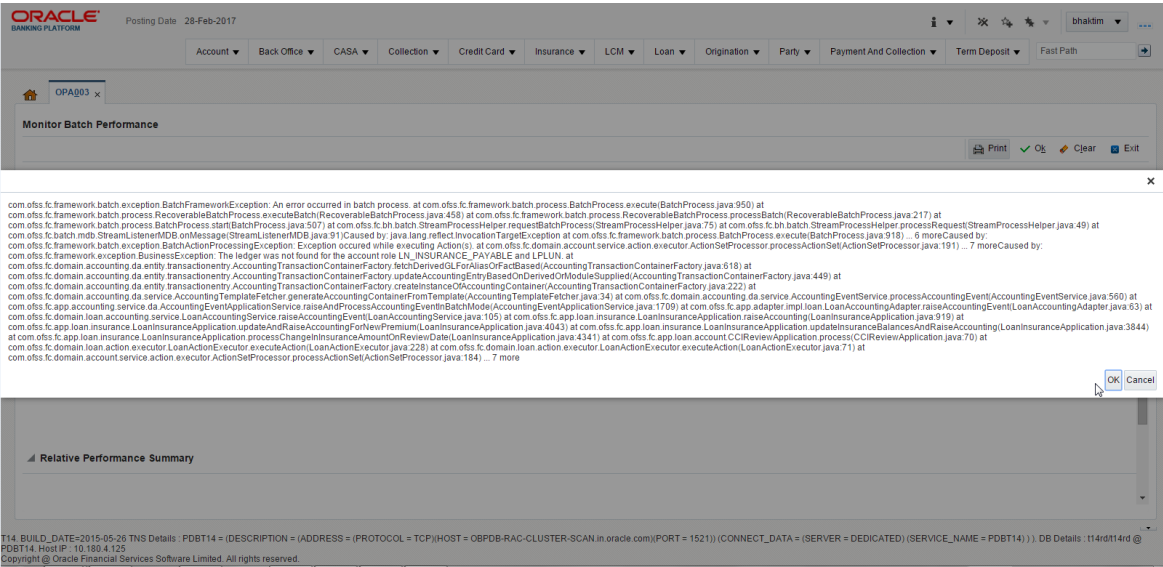 ORACLE
BANKING PLATFORM
Posting Date 28-Feb-2017
bhaktim
Account Back Office CASA Collection Credit Card Insurance LCM Loan Origination Party Payment And Collection Term Deposit Fast Path
OPA003 x
Monitor Batch Performance
Print Ok Clear Exit
com.ofss.fc.framework.batch.exception.BatchFrameworkException: An error occurred in batch process. at com.ofss.fc.framework.batch.process.BatchProcess.execute(BatchProcess.java:950) at
com.ofss.fc.framework.batch.process.RecoverableBatchProcess.executeBatch(RecoverableBatchProcess.java:458) at com.ofss.fc.framework.batch.process.RecoverableBatchProcess.processBatch(RecoverableBatchProcess.java:217) at
com.ofss.fc.framework.batch.process.BatchProcess.start(BatchProcess.java:507) at com.ofss.fc.bh.batch.StreamProcessHelper.requestBatchProcess(StreamProcessHelper.java:75) at com.ofss.fc.bh.batch.StreamProcessHelper.processRequest(StreamProcessHelper.java:49) at
com.ofss.fc.batch.mdb.StreamListenerMDB.onMessage(StreamListenerMDB.java:91)Caused by: java.lang.reflect.InvocationTargetException at com.ofss.fc.framework.batch.process.BatchProcess.execute(BatchProcess.java:918) ... 6 moreCaused by:
com.ofss.fc.framework.batch.exception.BatchActionProcessingException: Exception occured while executing Action(s). at com.ofss.fc.domain.account.service.action.executor.ActionSetProcessor.processActionSet(ActionSetProcessor.java:191) ... 7 moreCaused by:
com.ofss.fc.framework.exception.BusinessException: The ledger was not found for the account role LN_INSURANCE_PAYABLE and LPLUN. at
com.ofss.fc.domain.accounting.da.entity.transactionentry.AccountingTransactionContainerFactory.fetchDerivedGLForAliasOrFactBased(AccountingTransactionContainerFactory.java:618) at
com.ofss.fc.domain.accounting.da.entity.transactionentry.AccountingTransactionContainerFactory.updateAccountingEntryBasedOnDerivedOrModuleSupplied(AccountingTransactionContainerFactory.java:449) at
com.ofss.fc.domain.accounting.da.entity.transactionentry.AccountingTransactionContainerFactory.createInstanceOfAccountingContainer(AccountingTransactionContainerFactory.java:222) at
com.ofss.fc.domain.accounting.da.service.AccountingTemplateFetcher.generateAccountingContainerFromTemplate(AccountingTemplateFetcher.java:34) at com.ofss.fc.domain.accounting.da.service.AccountingEventService.processAccountingEvent(AccountingEventService.java:560) at
com.ofss.fc.app.accounting.service.da.AccountingEventApplicationService.raiseAndProcessAccountingEventInBatchMode(AccountingEventApplicationService.java:1709) at com.ofss.fc.app.adapter.impl.loan.LoanAccountingAdapter.raiseAccountingEvent(LoanAccountingAdapter.java:63) at
com.ofss.fc.domain.loan.accounting.service.LoanAccountingService.raiseAccountingEvent(LoanAccountingService.java:105) at com.ofss.fc.app.loan.insurance.LoanInsuranceApplication.raiseAccounting(LoanInsuranceApplication.java:919) at
com.ofss.fc.app.loan.insurance.LoanInsuranceApplication.updateAndRaiseAccountingForNewPremium(LoanInsuranceApplication.java:4043) at com.ofss.fc.app.loan.insurance.LoanInsuranceApplication.updateInsuranceBalancesAndRaiseAccounting(LoanInsuranceApplication.java:3844)
at com.ofss.fc.app.loan.insurance.LoanInsuranceApplication.processChangeInInsuranceAmountOnReviewDate(LoanInsuranceApplication.java:4341) at com.ofss.fc.app.loan.account.CCIReviewApplication.process(CCIReviewApplication.java:70) at
com.ofss.fc.domain.loan.action.executor.LoanActionExecutor.executeAction(LoanActionExecutor.java:228) at com.ofss.fc.domain.loan.action.executor.LoanActionExecutor.executeAction(LoanActionExecutor.java:71) at
com.ofss.fc.domain.account.service.action.executor.ActionSetProcessor.processActionSet(ActionSetProcessor.java:184) ... 7 more
OK Cancel
Relative Performance Summary
T14. BUILD_DATE=2015-05-26 TNS Details : PDBT14 = (DESCRIPTION = (ADDRESS = (PROTOCOL = TCP)(HOST = OBPDB-RAC-CLUSTER-SCAN.in.oracle.com)(PORT = 1521)) (CONNECT_DATA = (SERVER = DEDICATED) (SERVICE_NAME = PDBT14) ) ). DB Details : t14rd/t14rd @
PDBT14. Host IP : 10.180.4.125
Copyright @ Oracle Financial Services Software Limited. All rights reserved.